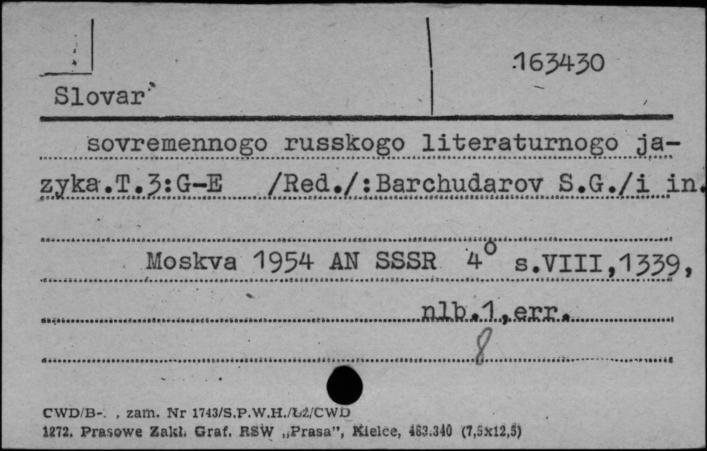 163430
Slovar'
sovremennogo russkogo literaturnogo ja-
zyka.T.3:G-E /Red./:Barchudarov S.G./i in.
Moskva 1954 AN SSSR 4° s.VIII,1339,
nlb.1,err.
8
CWD/B- , zam. Nr 1743/S.P.W.H./Łż/CWD
1272. Prasowe Zakł. Graf. RSW „Prasa”, Kielce, 483.340 (7,5x12,5)